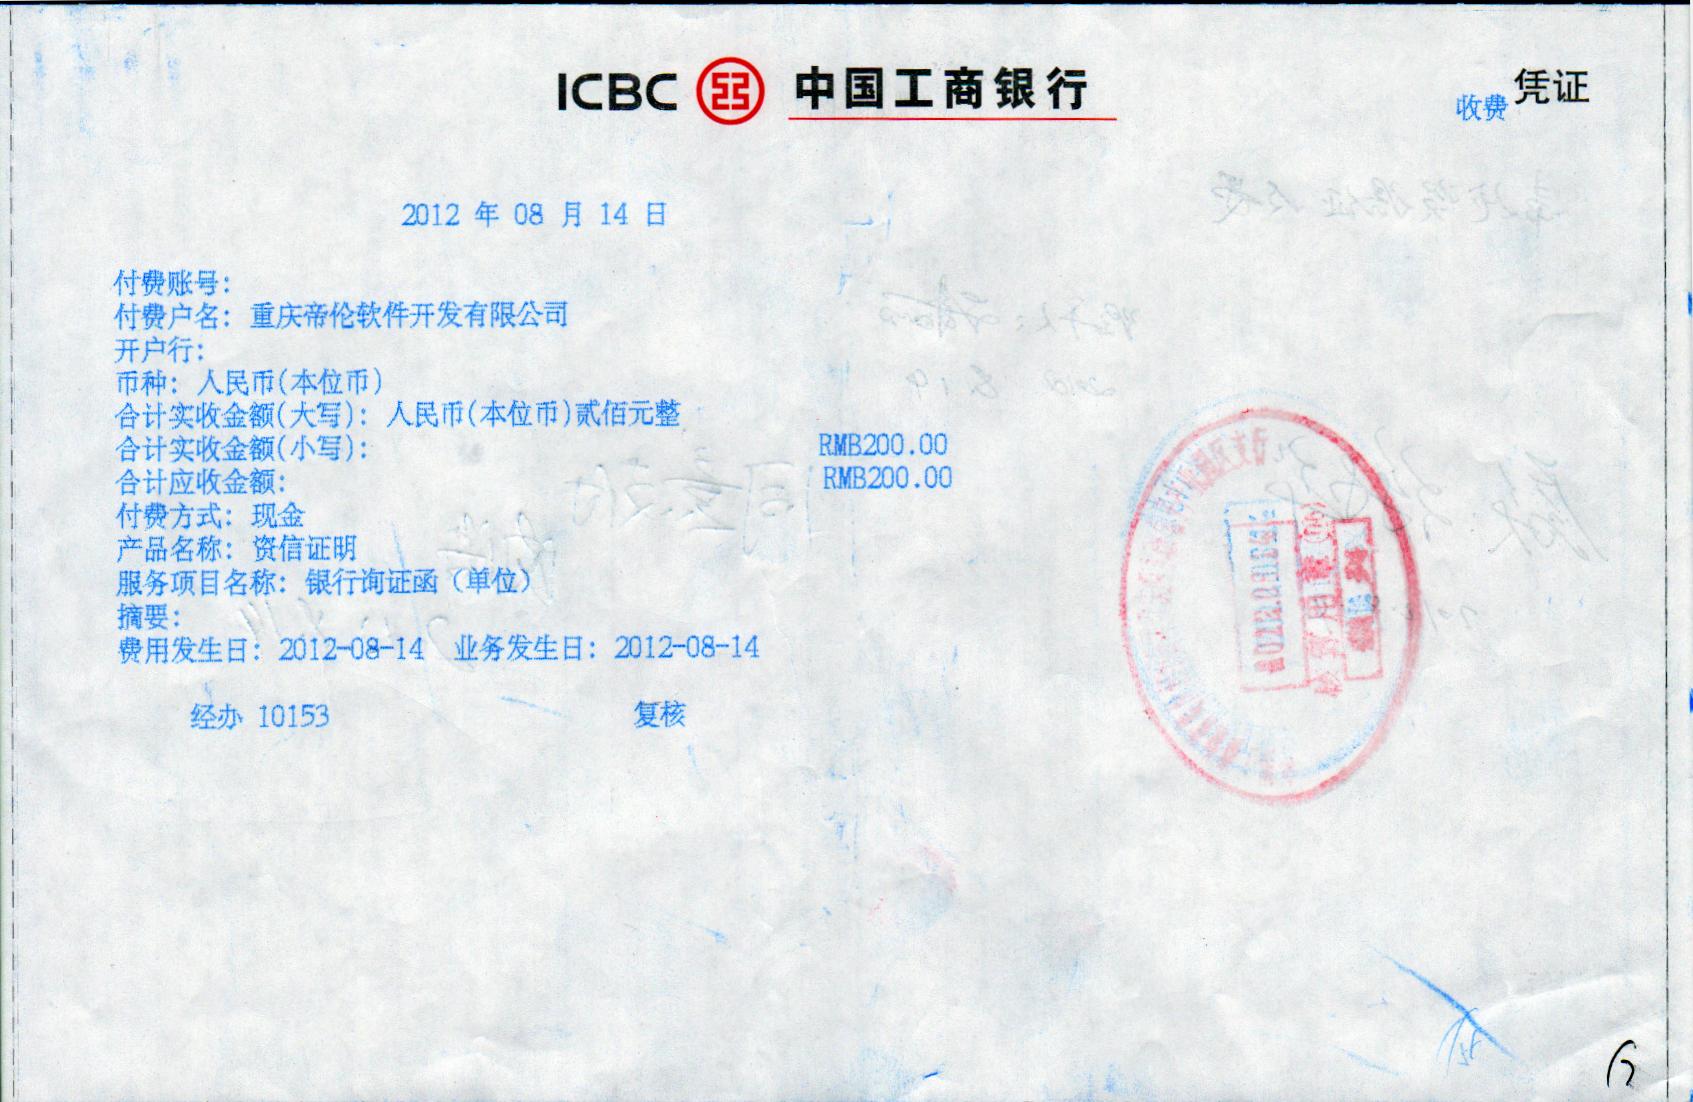 ICBC 中国工商银行
收费 凭证
2012 年 08 月 14 日
付费账号:
付费户名: 重庆帝伦软件开发有限公司
开户行:
币种: 人民币(本位币)
合计实收金额(大写): 人民币(本位币)贰佰元整
合计实收金额(小写): RMB200.00
合计应收金额: RMB200.00
付费方式: 现金
产品名称: 资信证明
服务项目名称: 银行询证函(单位)
摘要:
费用发生日: 2012-08-14 业务发生日: 2012-08-14
经办 10153 复核